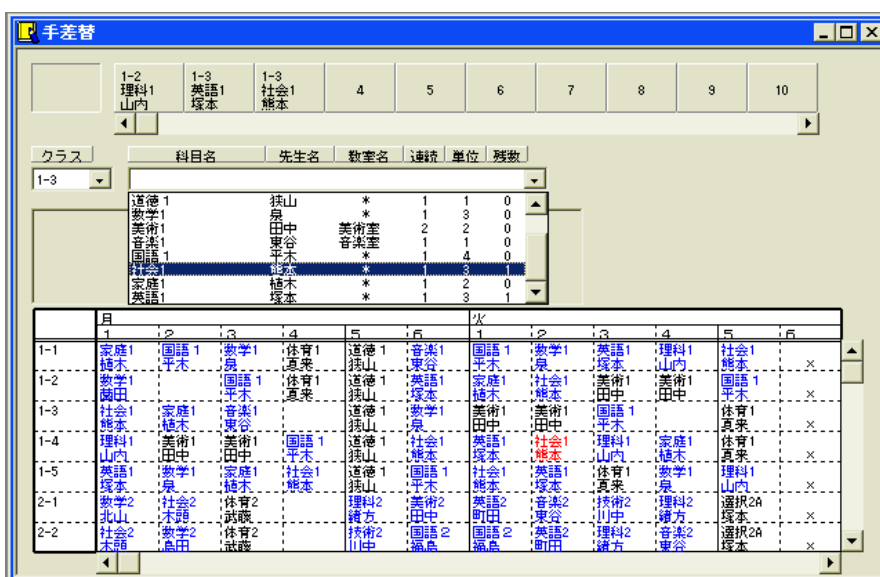 手差替
1-2 1-3 1-3
理科1 英語1 社会1 4 5 6 7 8 9 10
山内 塚本 熊本
クラス 科目名 先生名 教室名 連続 単位 残数
1-3
道徳1 狭山 * 1 1 0
数学1 泉 * 1 3 0
美術1 田中 美術室 2 2 0
音楽1 東谷 音楽室 1 1 0
国語1 平木 * 1 4 0
社会1 熊本 * 1 3 1
家庭1 植木 * 1 2 0
英語1 塚本 * 1 3 1
月 火
1 2 3 4 5 6 1 2 3 4 5 6
1-1 家庭1 国語1 数学1 体育1 道徳1 音楽1 国語1 数学1 英語1 理科1 社会1
植木 平木 泉 真来 狭山 東谷 平木 泉 塚本 山内 熊本 ×
1-2 数学1 国語1 体育1 道徳1 英語1 家庭1 社会1 美術1 美術1 国語1
薗田 平木 真来 狭山 塚本 植木 熊本 田中 田中 平木 ×
1-3 社会1 家庭1 音楽1 道徳1 数学1 美術1 美術1 国語1 体育1
熊本 植木 東谷 狭山 泉 田中 田中 平木 真来 ×
1-4 理科1 美術1 美術1 国語1 道徳1 社会1 英語1 社会1 理科1 家庭1 体育1
山内 田中 田中 平木 狭山 熊本 塚本 熊本 山内 植木 真来 ×
1-5 英語1 数学1 家庭1 社会1 道徳1 国語1 社会1 英語1 体育1 数学1 理科1
塚本 泉 植木 熊本 狭山 平木 熊本 塚本 真来 泉 山内 ×
2-1 数学2 社会2 体育2 理科2 美術2 英語2 音楽2 技術2 理科2 選択2A
北山 木頭 武藤 緒方 田中 町田 東谷 川中 緒方 塚本 ×
2-2 社会2 数学2 体育2 技術2 国語2 国語2 英語2 理科2 音楽2 選択2A
木頭 島田 武藤 川中 福島 福島 町田 緒方 東谷 塚本 ×